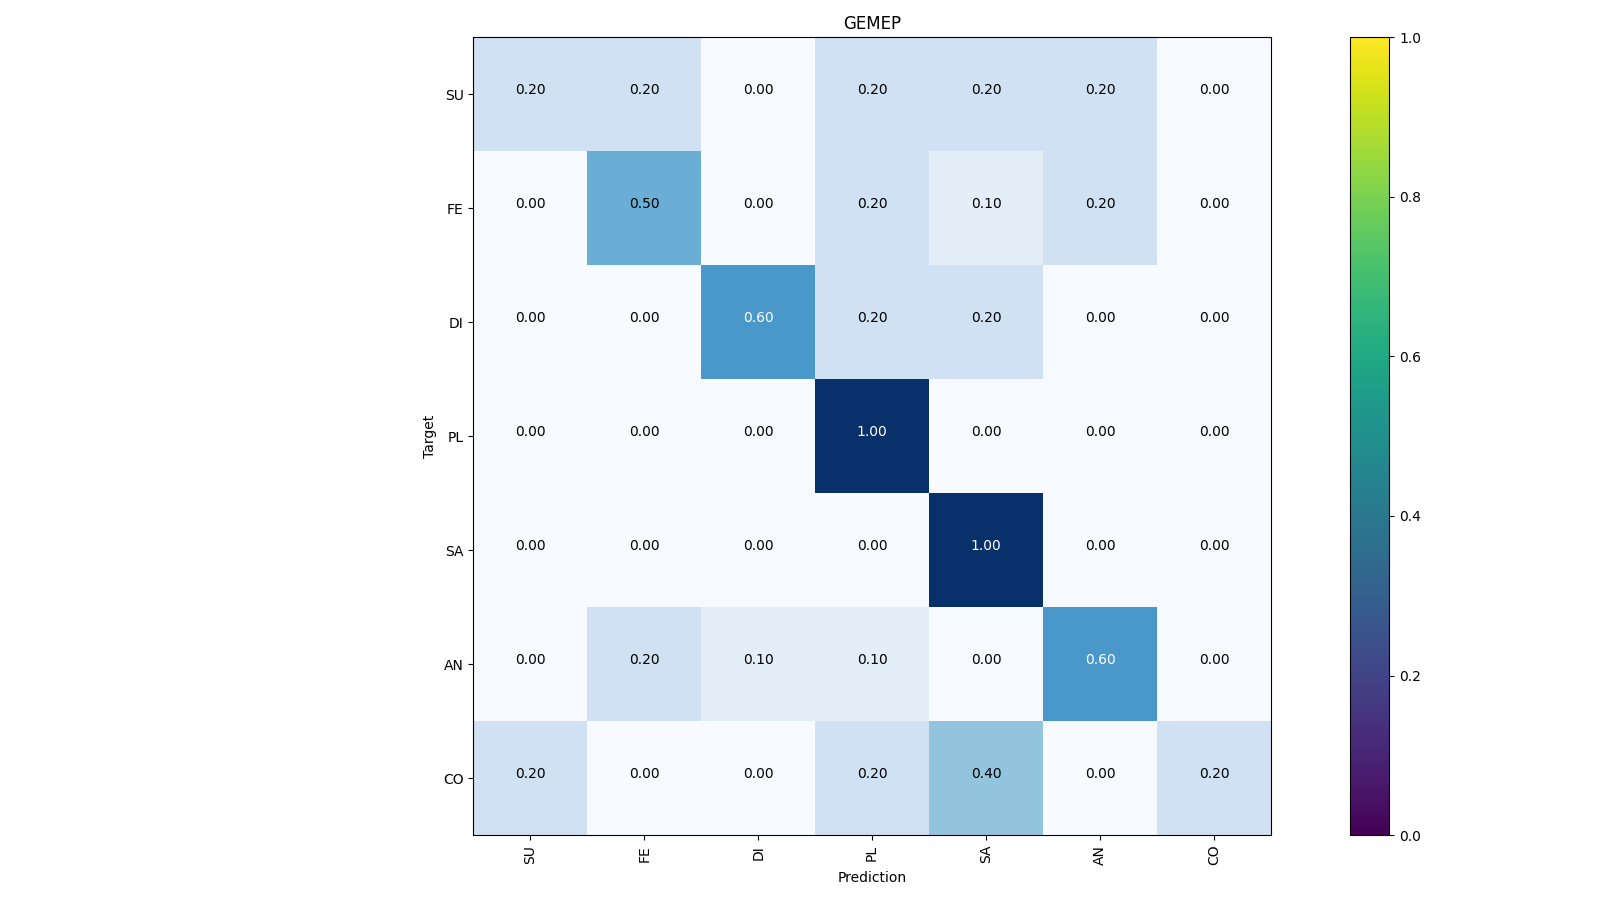 GEMEP
1.0
SU 0.20 0.20 0.00 0.20 0.20 0.20 0.00
0.8
FE 0.00 0.50 0.00 0.20 0.10 0.20 0.00
DI 0.00 0.00 0.60 0.20 0.20 0.00 0.00
0.6
Target
PL 0.00 0.00 0.00 1.00 0.00 0.00 0.00
0.4
SA 0.00 0.00 0.00 0.00 1.00 0.00 0.00
AN 0.00 0.20 0.10 0.10 0.00 0.60 0.00
0.2
CO 0.20 0.00 0.00 0.20 0.40 0.00 0.20
0.0
SU FE DI PL SA AN CO
Prediction